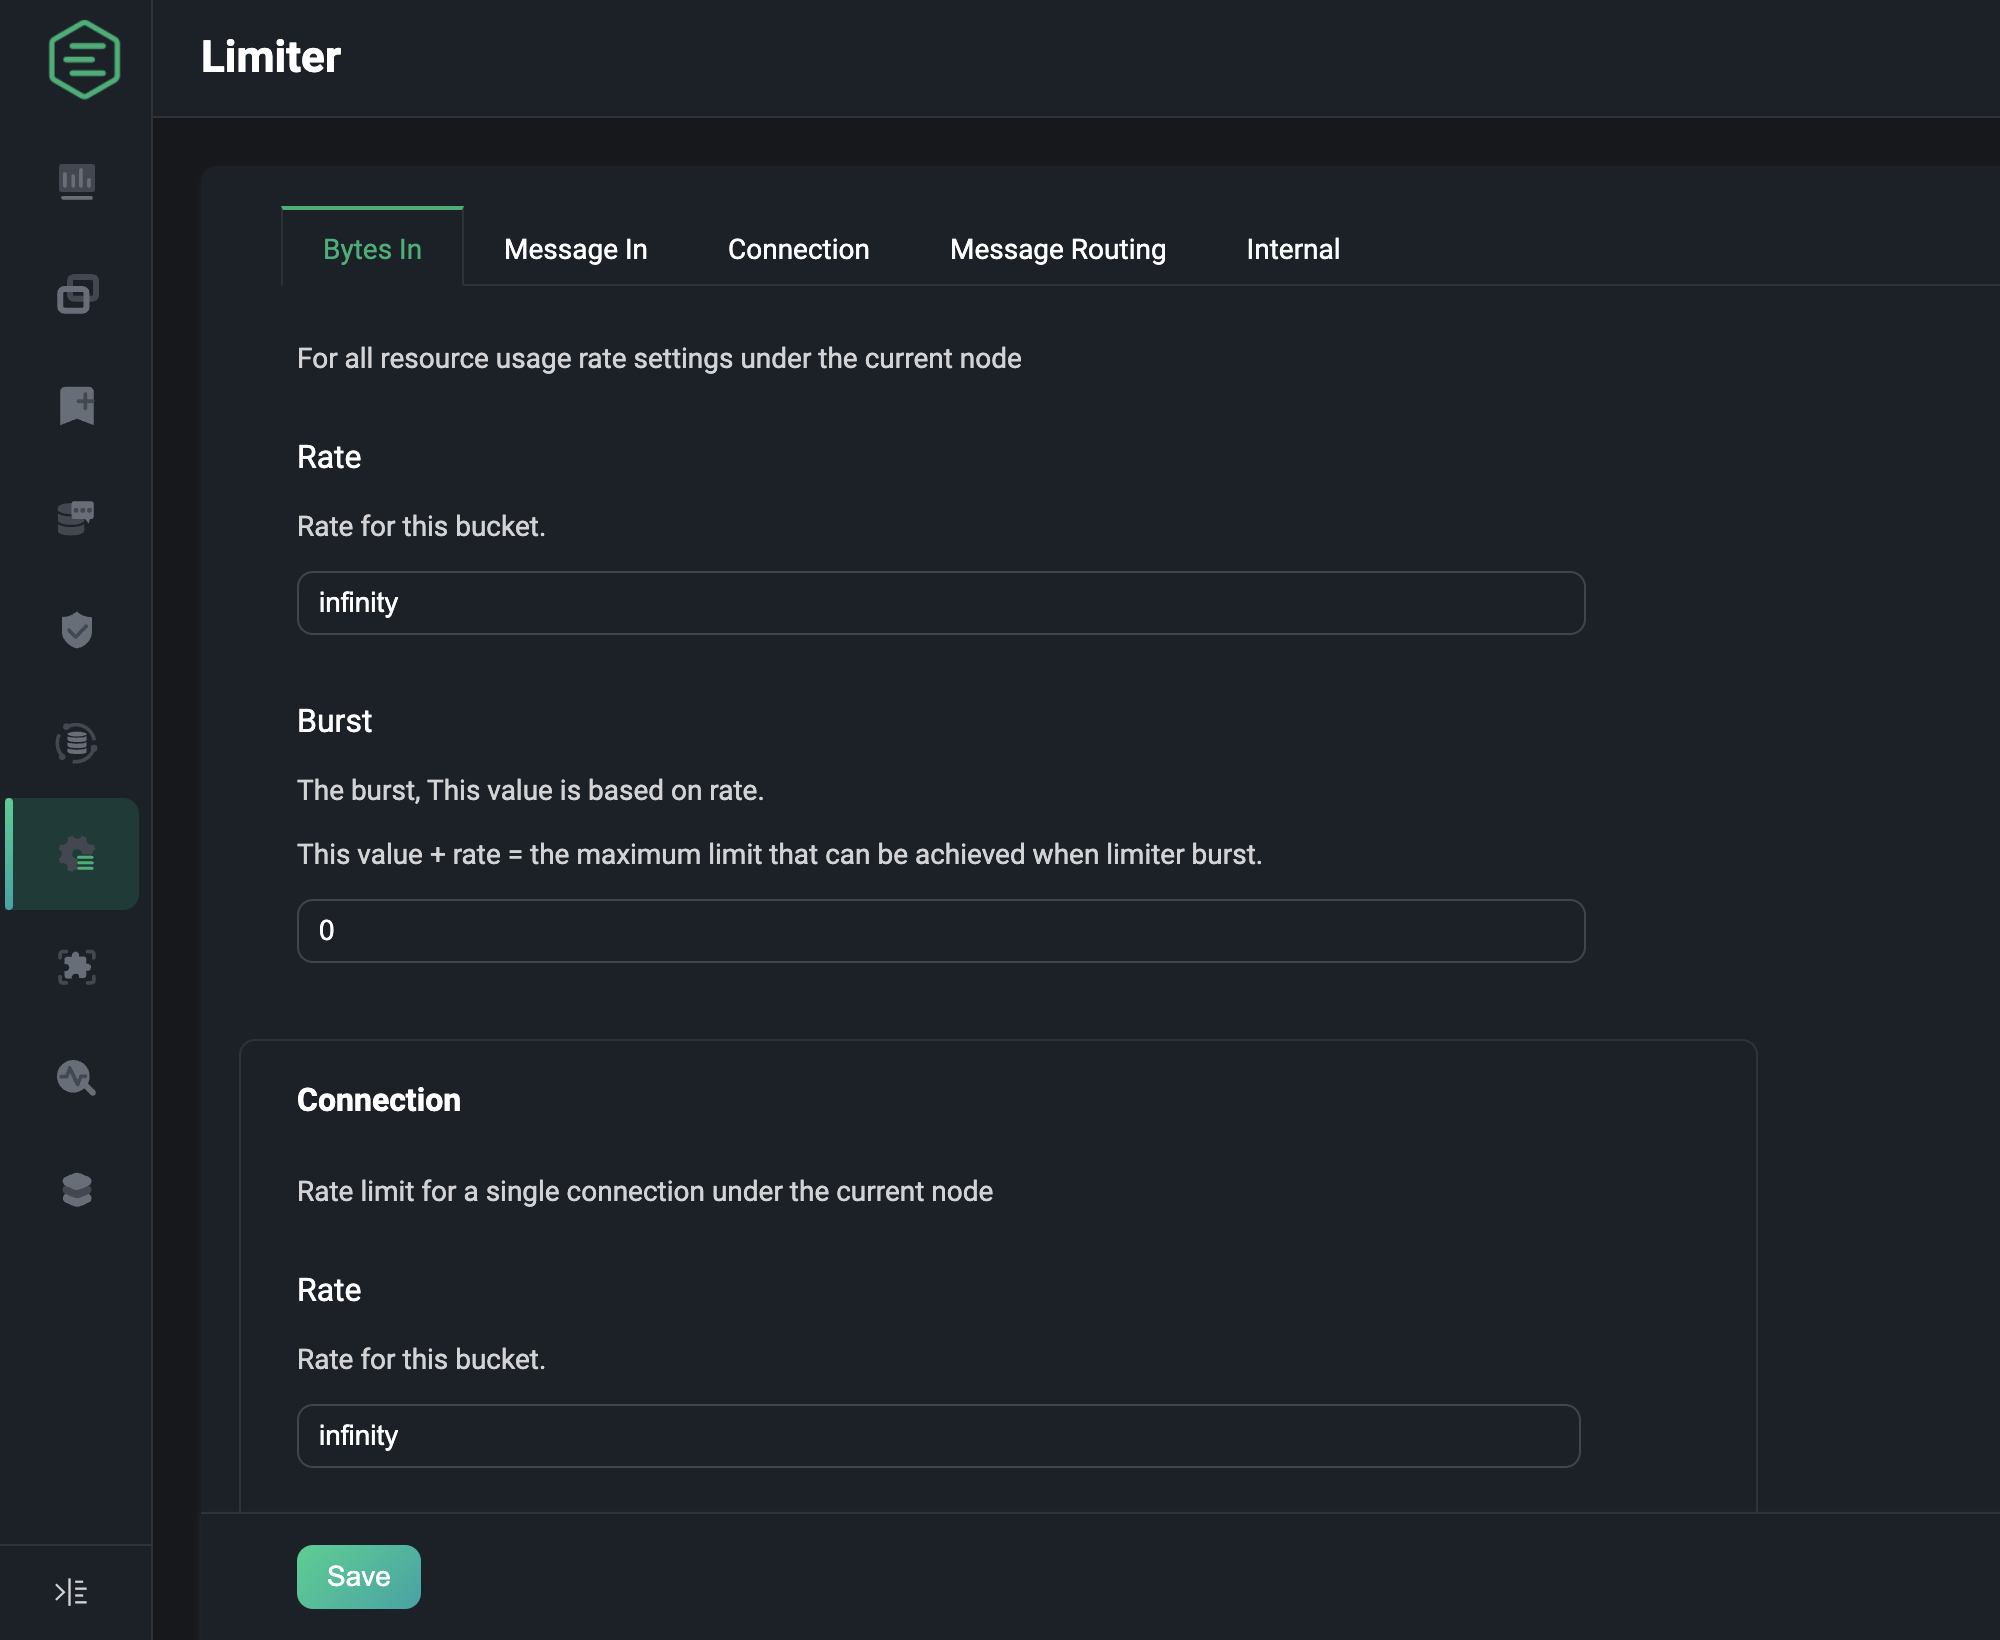 Limiter
Bytes In
Message In
Connection
Message Routing
Internal
For all resource usage rate settings under the current node
Rate
Rate for this bucket.
infinity
Burst
The burst, This value is based on rate.
This value + rate = the maximum limit that can be achieved when limiter burst.
0
Connection
Rate limit for a single connection under the current node
Rate
Rate for this bucket.
infinity
Save